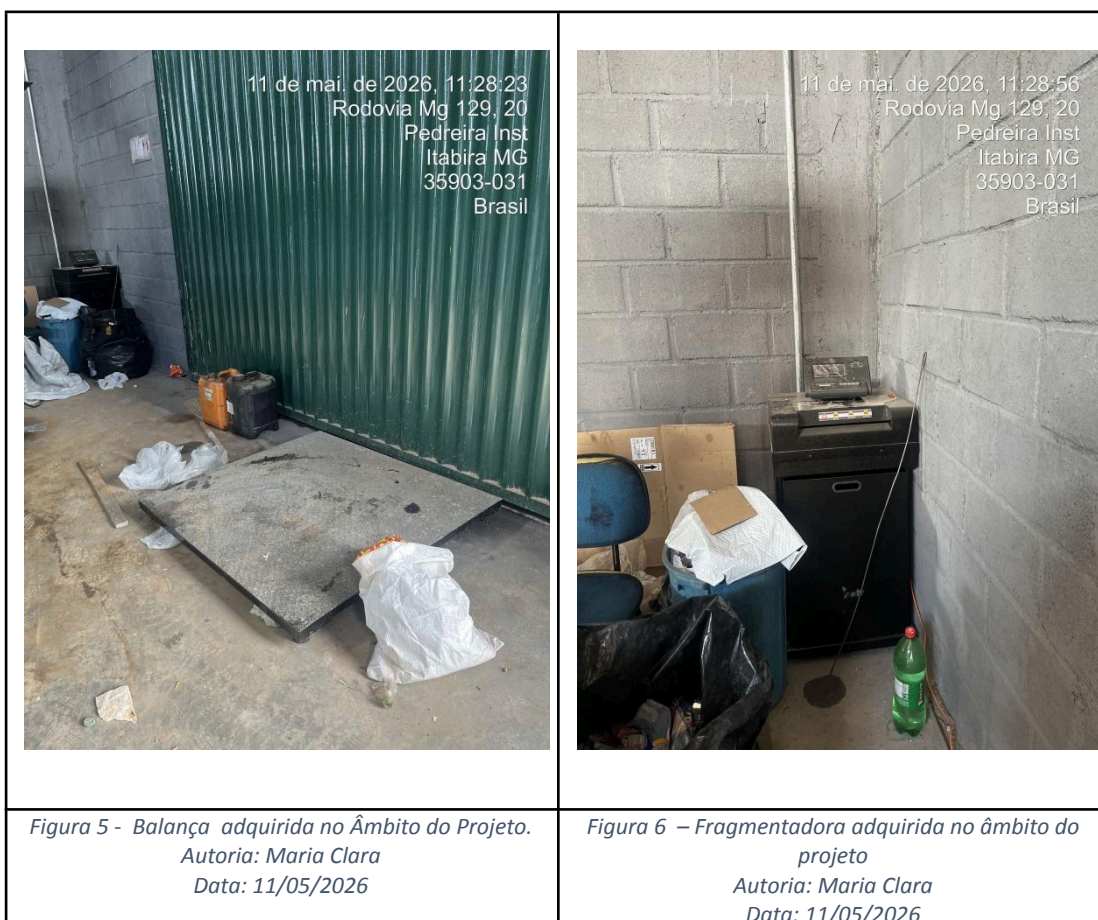 11 de mai. de 2026, 11:28:23
Rodovia Mg 129, 20
Pedreira Inst
Itabira MG
35903-031
Brasil
11 de mai. de 2026, 11:28:56
Rodovia Mg 129, 20
Pedreira Inst
Itabira MG
35903-031
Brasil
Figura 5 - Balança adquirida no Âmbito do Projeto.
Autoria: Maria Clara
Data: 11/05/2026
Figura 6 – Fragmentadora adquirida no âmbito do
projeto
Autoria: Maria Clara
Data: 11/05/2026